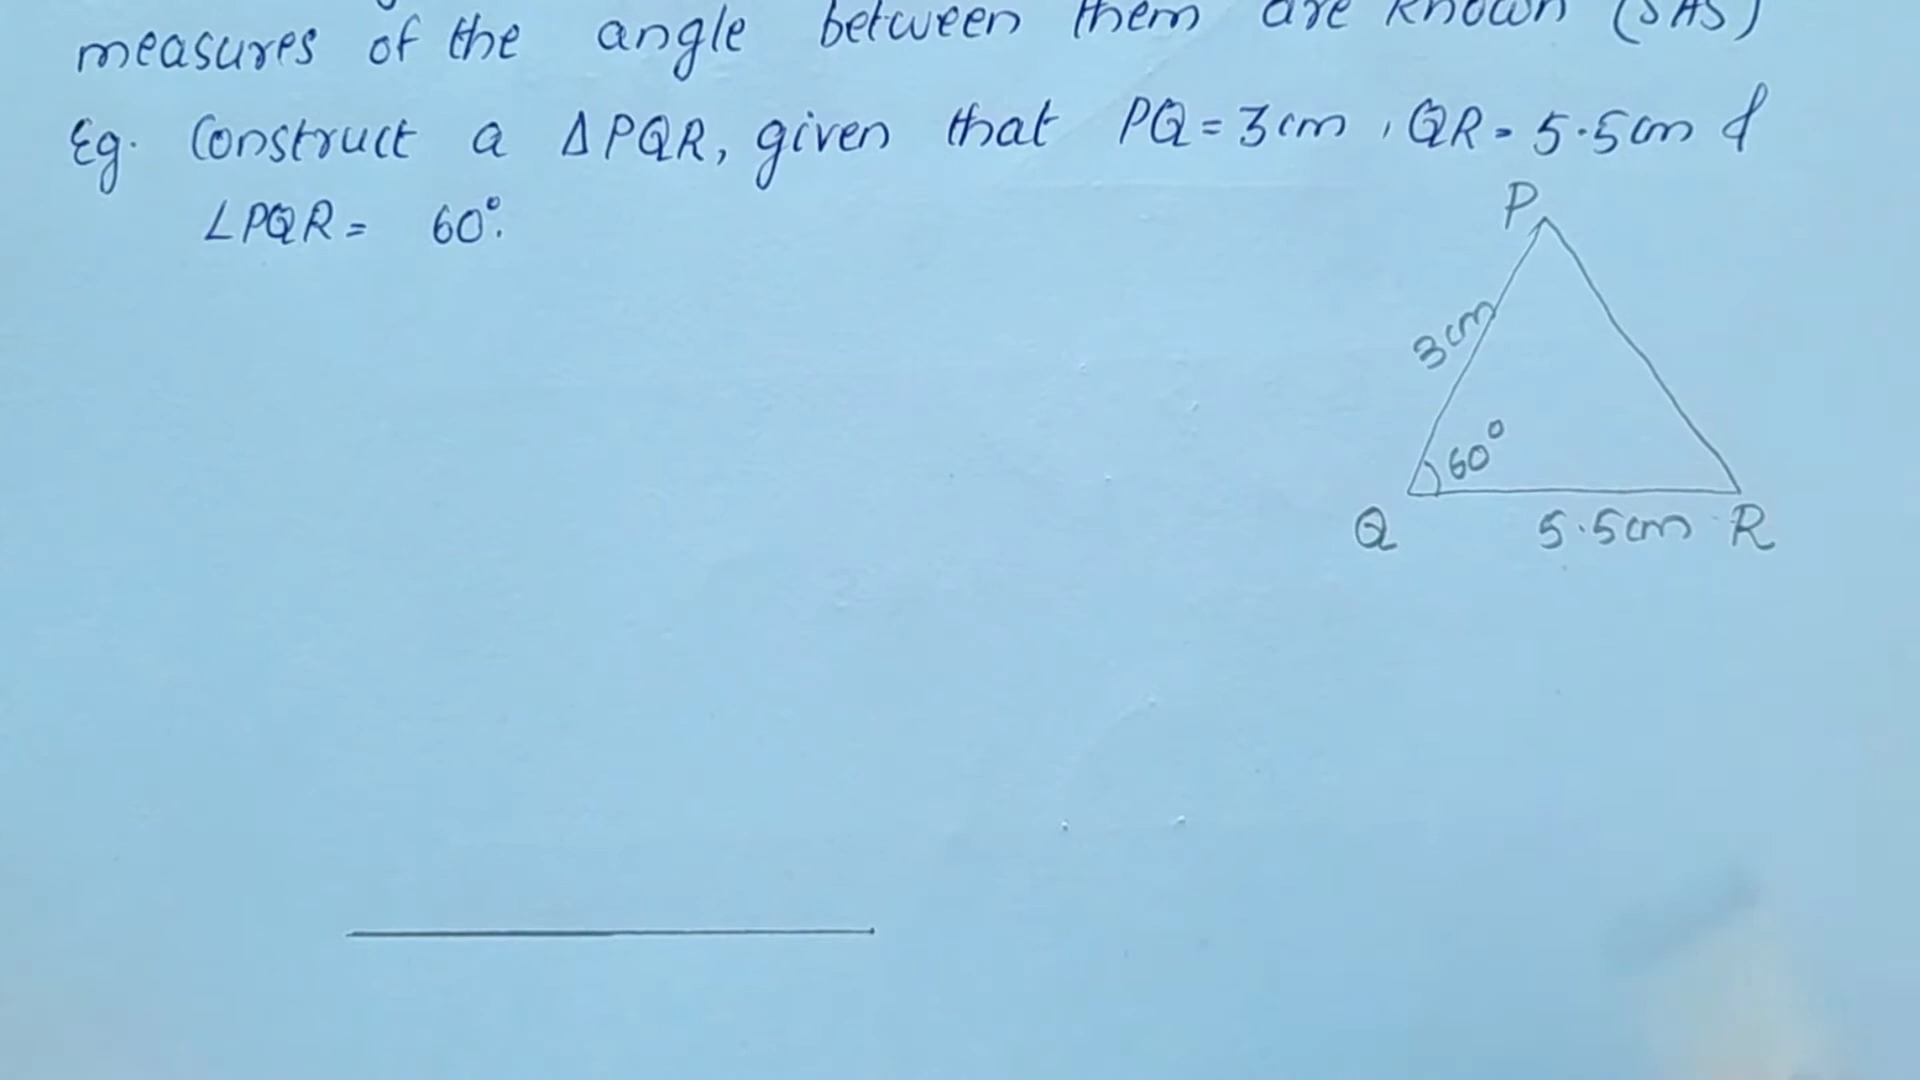 measures of the angle between them are known (SAS)
Eg. Construct a ΔPQR, given that PQ = 3cm, QR = 5.5cm &
∠PQR = 60°.
P
3cm
60°
Q 5.5cm R